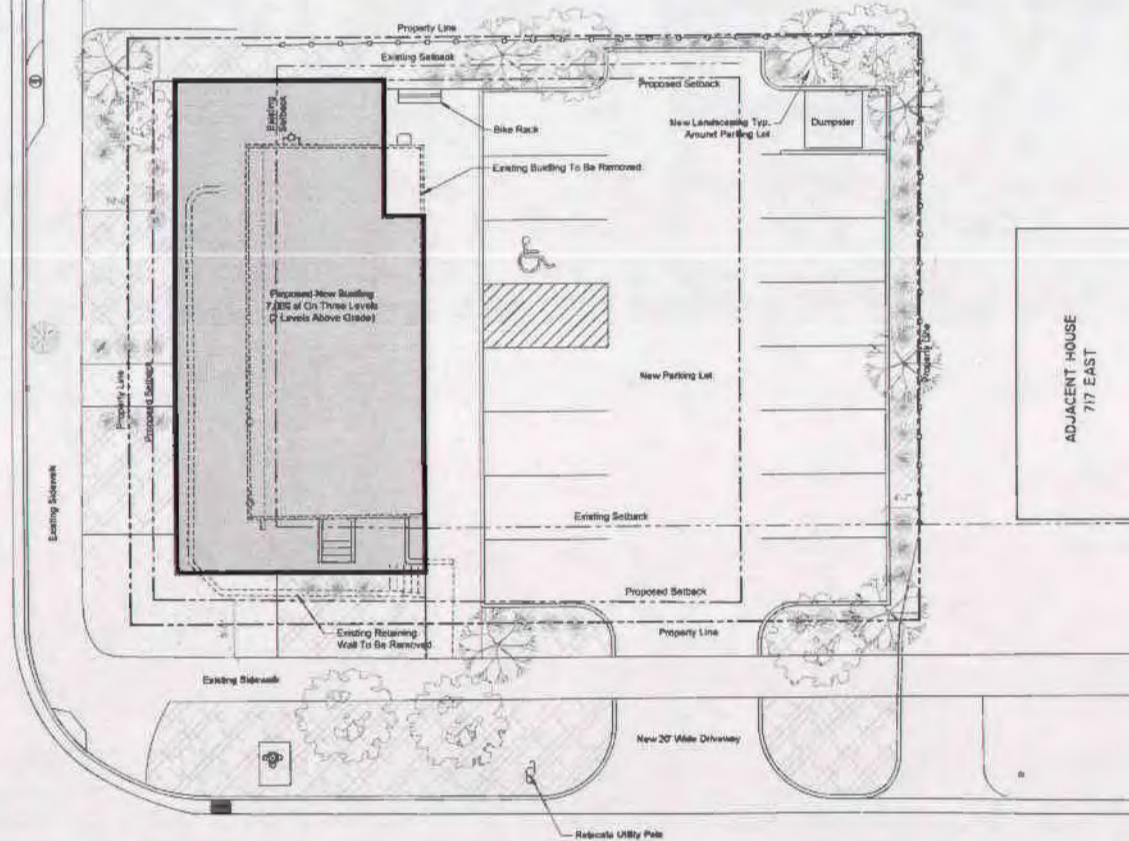 Property Line
Existing Setback
Proposed Setback
Existing
Setback
New Landscaping Typ.
Around Parking Lot
Dumpster
Bike Rack
Existing Building To Be Removed
Proposed New Building
sf On Three Levels
(2 Levels Above Grade)
New Parking Lot
Property Line
ADJACENT HOUSE
717 EAST
Property Line
Proposed Setback
Existing Sidewalk
Existing Setback
Proposed Setback
Property Line
Existing Retaining
Wall To Be Removed
Existing Sidewalk
New 20' Wide Driveway
Relocate Utility Pole